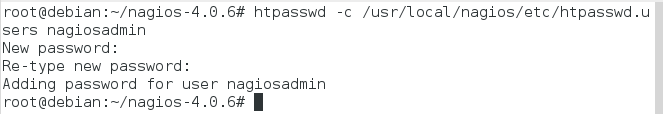 root@debian:~/nagios-4.0.6# htpasswd -c /usr/local/nagios/etc/htpasswd.u
sers nagiosadmin
New password:
Re-type new password:
Adding password for user nagiosadmin
root@debian:~/nagios-4.0.6#